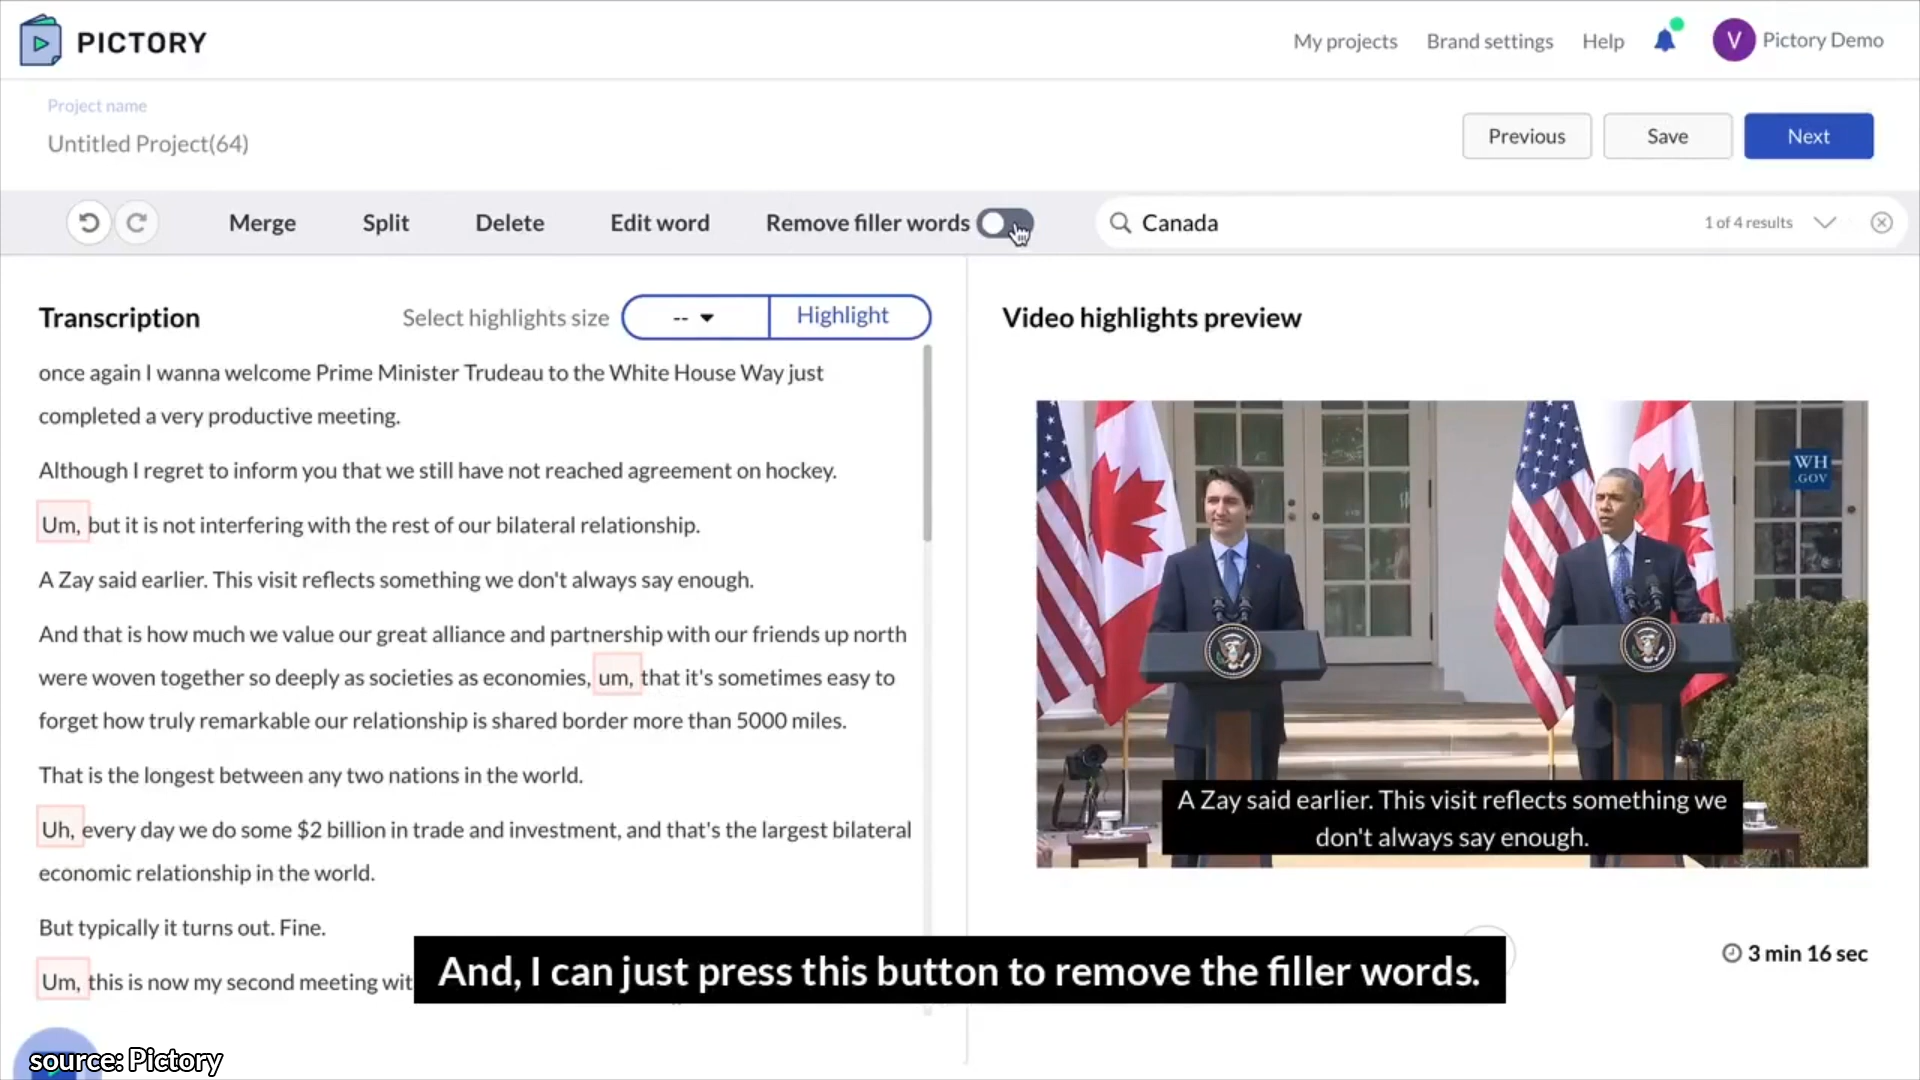 PICTORY
My projects
Brand settings
Help
V
Pictory Demo
Project name
Untitled Project(64)
Previous
Save
Next
Merge
Split
Delete
Edit word
Remove filler words
Canada
1 of 4 results
Transcription
Select highlights size
--
Highlight
once again I wanna welcome Prime Minister Trudeau to the White House Way just
completed a very productive meeting.
Although I regret to inform you that we still have not reached agreement on hockey.
Um, but it is not interfering with the rest of our bilateral relationship.
A Zay said earlier. This visit reflects something we don't always say enough.
And that is how much we value our great alliance and partnership with our friends up north
were woven together so deeply as societies as economies, um, that it's sometimes easy to
forget how truly remarkable our relationship is shared border more than 5000 miles.
That is the longest between any two nations in the world.
Uh, every day we do some $2 billion in trade and investment, and that's the largest bilateral
economic relationship in the world.
But typically it turns out. Fine.
Um, this is now my second meeting wit
Video highlights preview
WH
.GOV
A Zay said earlier. This visit reflects something we
don't always say enough.
3 min 16 sec
And, I can just press this button to remove the filler words.
source: Pictory